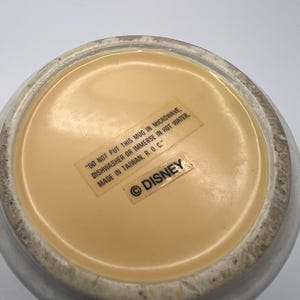 "DO NOT PUT THIS MUG IN MICROWAVE,
DISHWASHER OR IMMERSE IN HOT WATER.
MADE IN TAIWAN, R.O.C"
© DISNEY